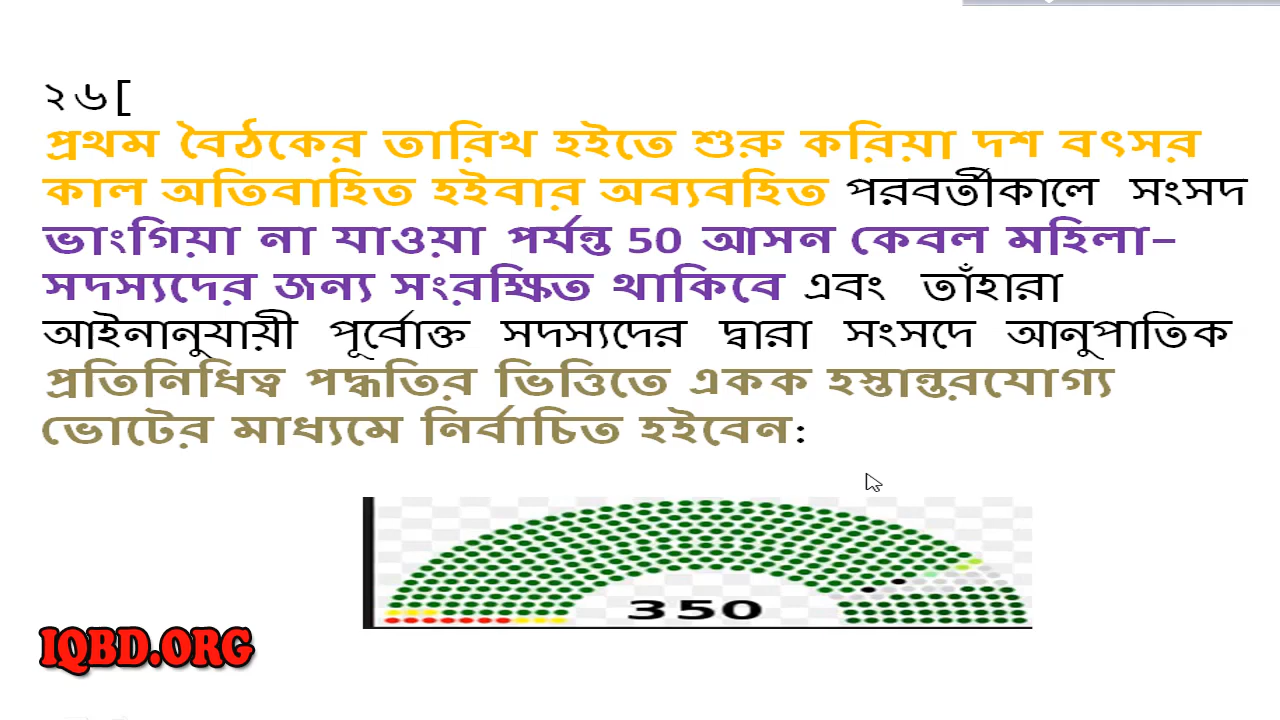 ২৬[
প্রথম বৈঠকের তারিখ হইতে শুরু করিয়া দশ বৎসর
কাল অতিবাহিত হইবার অব্যবহিত পরবর্তীকালে সংসদ
ভাংগিয়া না যাওয়া পর্যন্ত 50 আসন কেবল মহিলা-
সদস্যদের জন্য সংরক্ষিত থাকিবে এবং তাঁহারা
আইনানুযায়ী পূর্বোক্ত সদস্যদের দ্বারা সংসদে আনুপাতিক
প্রতিনিধিত্ব পদ্ধতির ভিত্তিতে একক হস্তান্তরযোগ্য
ভোটের মাধ্যমে নির্বাচিত হইবেন:
350
IQBD.ORG